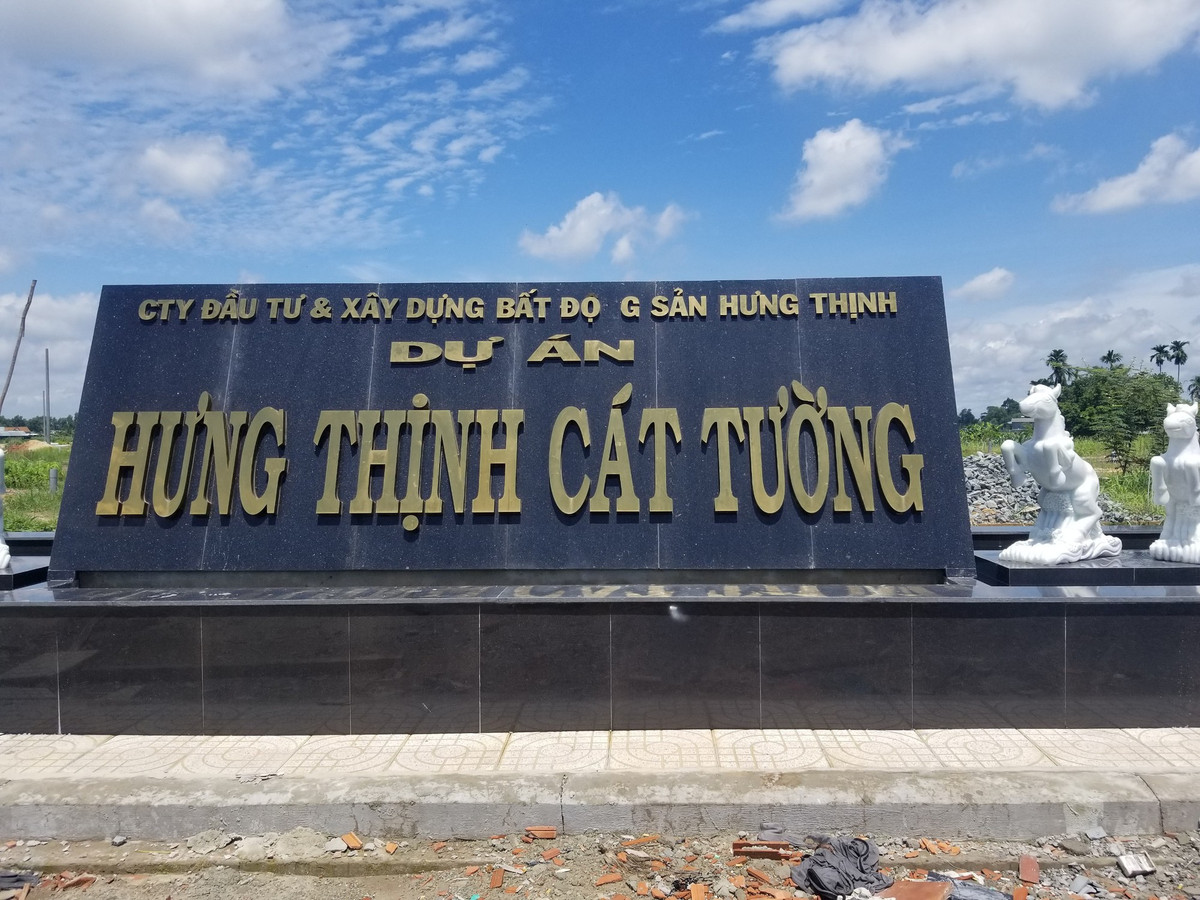 CTY ĐẦU TƯ & XÂY DỰNG BẤT ĐỘ G SẢN HƯNG THỊNH
DỰ ÁN
HƯNG THỊNH CÁT TƯỜNG